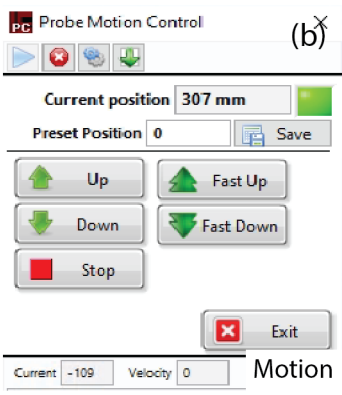 PC Probe Motion Control
(b)
Current position 307 mm
Preset Position 0 Save
Up Fast Up
Down Fast Down
Stop
Exit
Current -109 Velocity 0 Motion